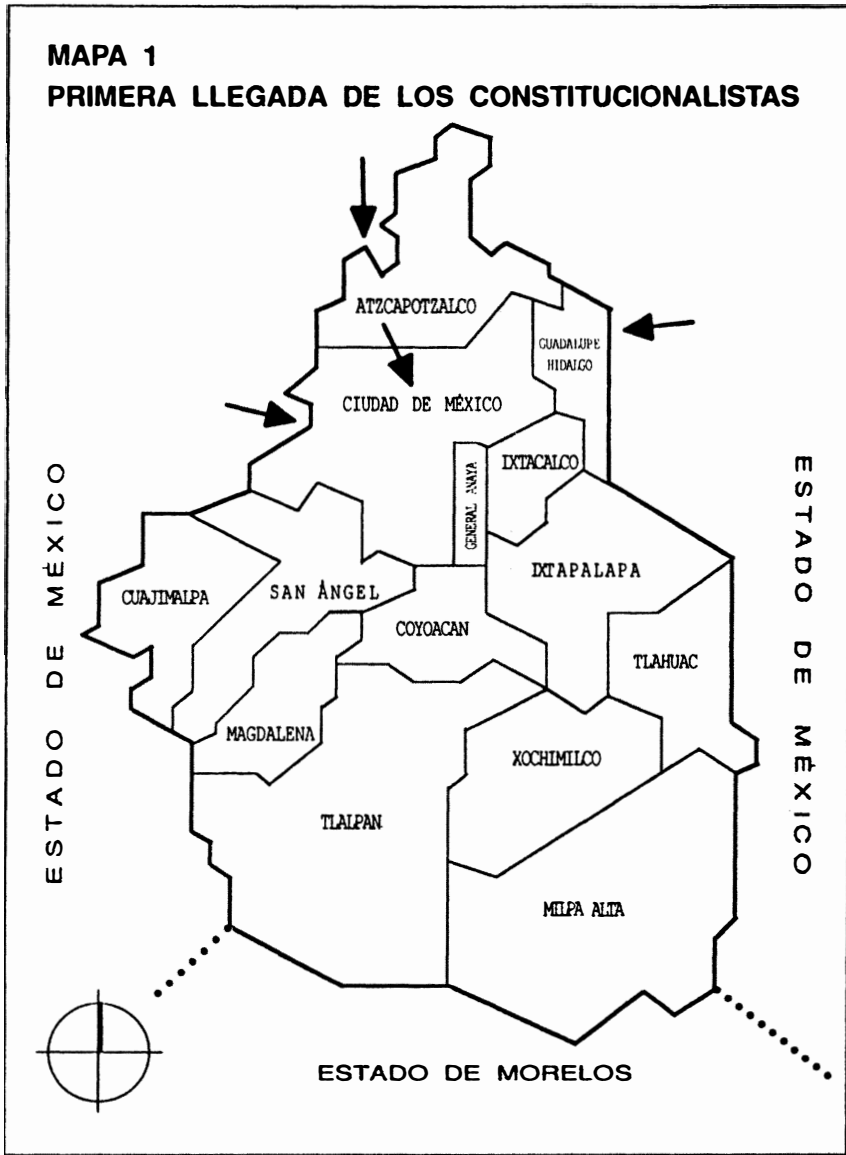 MAPA 1
PRIMERA LLEGADA DE LOS CONSTITUCIONALISTAS
ATZCAPOTZALCO
GUADALUPE
HIDALGO
CIUDAD DE MÉXICO
IXTACALCO
GENERAL ANAYA
ESTADO DE MÉXICO
ESTADO DE MÉXICO
IXTAPALAPA
CUAJIMALPA
SAN ÁNGEL
COYOACAN
TLAHUAC
MAGDALENA
XOCHIMILCO
TLALPAN
MILPA ALTA
ESTADO DE MORELOS